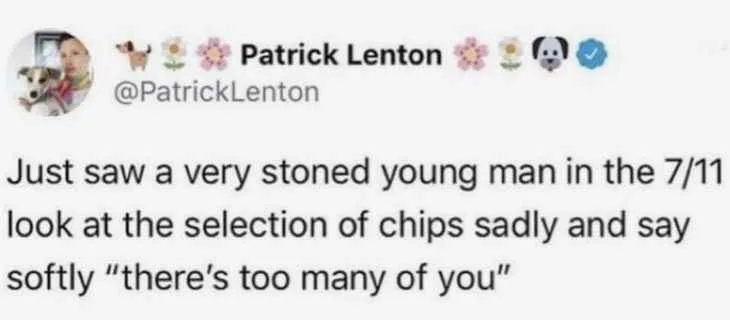 🐕🌼🌸 Patrick Lenton 🌸🌼🐶
@PatrickLenton
Just saw a very stoned young man in the 7/11
look at the selection of chips sadly and say
softly “there’s too many of you”